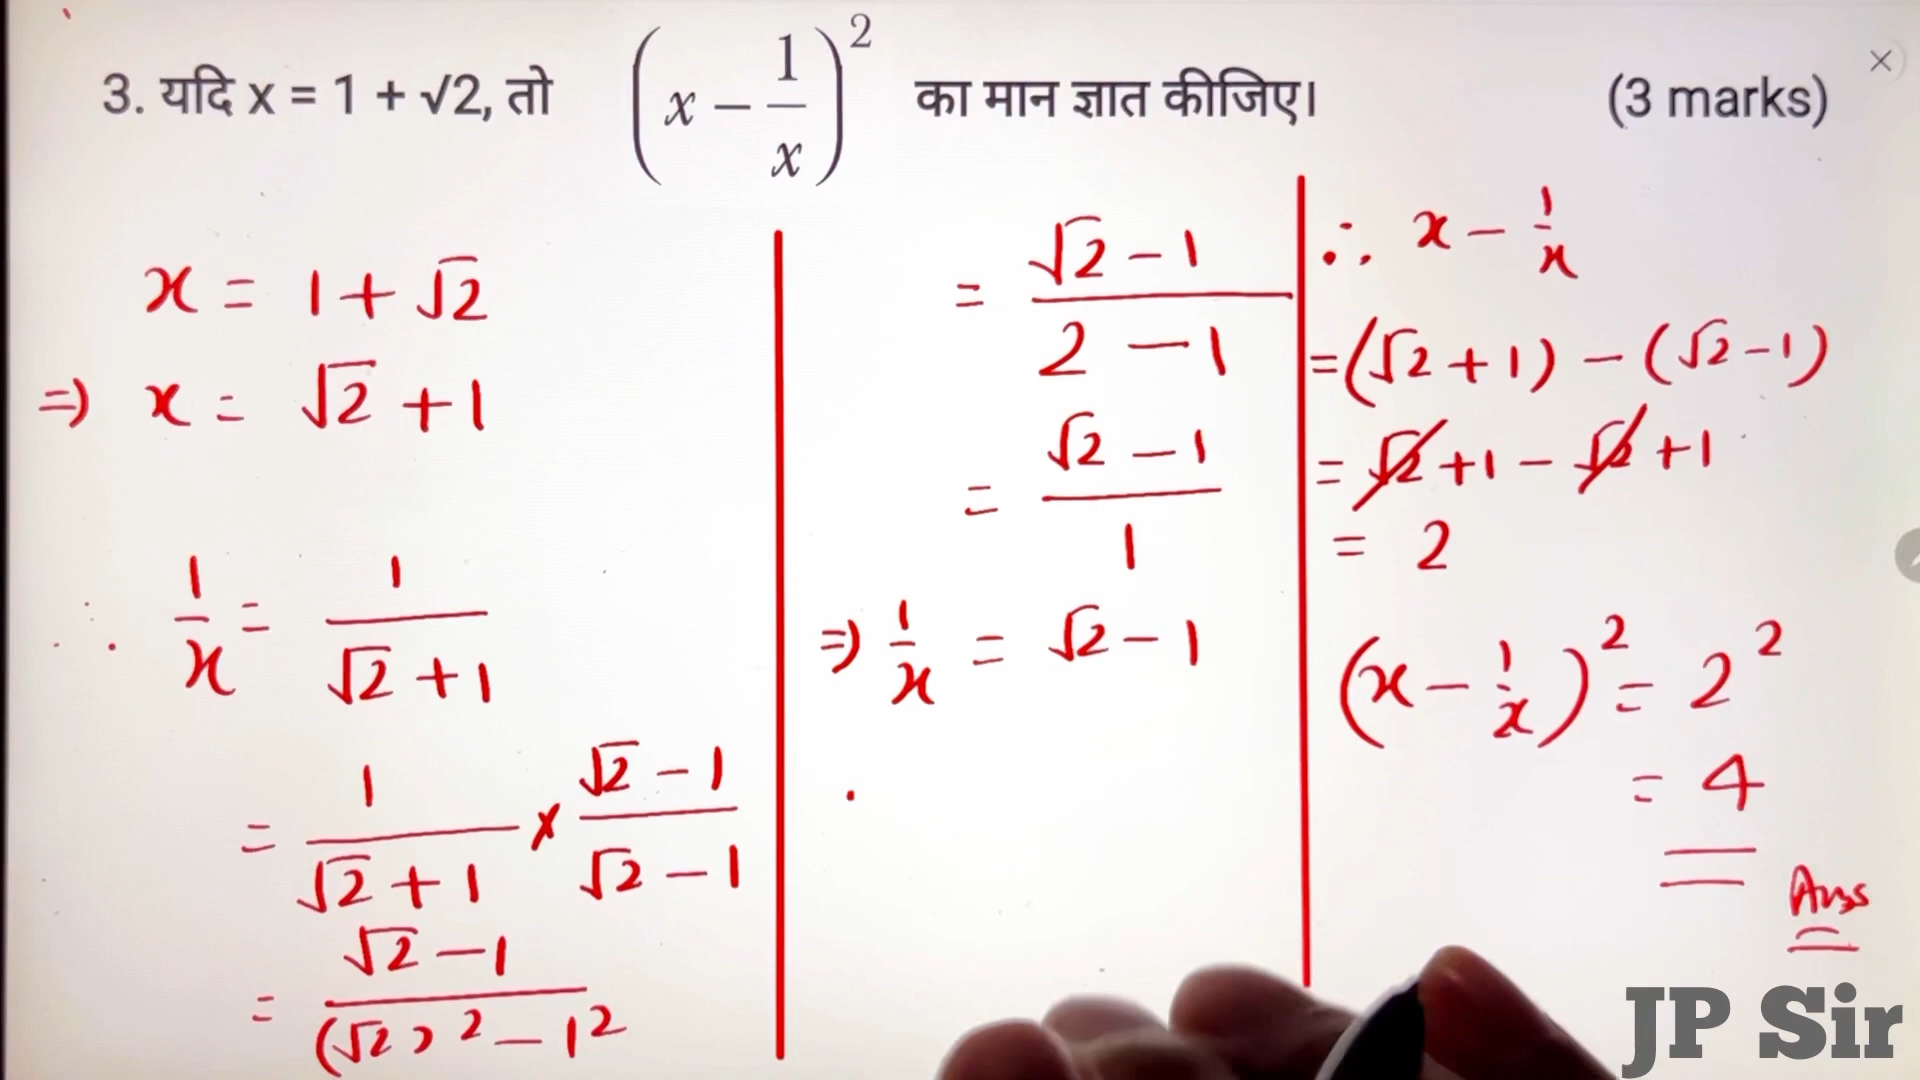 3. यदि x = 1 + √2, तो (x − 1/x)² का मान ज्ञात कीजिए। (3 marks)
x = 1 + √2
⇒ x = √2 + 1
∴ 1/x = 1/(√2 + 1)
= 1/(√2 + 1) × (√2 − 1)/(√2 − 1)
= (√2 − 1)/((√2)² − 1²)
= (√2 − 1)/(2 − 1)
= (√2 − 1)/1
⇒ 1/x = √2 − 1
∴ x − 1/x
= (√2 + 1) − (√2 − 1)
= √2 + 1 − √2 + 1
= 2
(x − 1/x)² = 2²
= 4
Ans
JP Sir